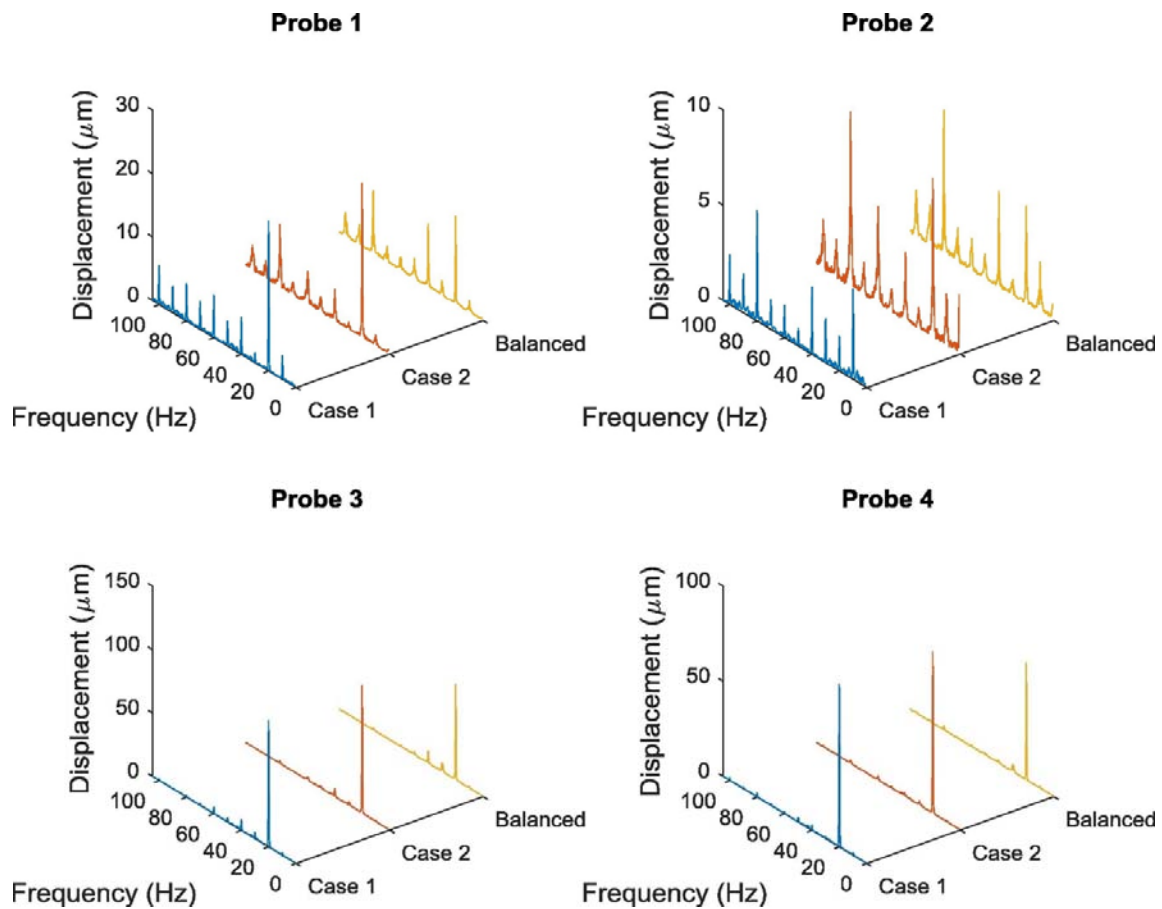 Probe 1
Displacement (μm)
30
20
10
0
100
80
60
40
20
0
Frequency (Hz)
Case 1
Case 2
Balanced
Probe 2
Displacement (μm)
10
5
0
100
80
60
40
20
0
Frequency (Hz)
Case 1
Case 2
Balanced
Probe 3
Displacement (μm)
150
100
50
0
100
80
60
40
20
0
Frequency (Hz)
Case 1
Case 2
Balanced
Probe 4
Displacement (μm)
100
50
0
100
80
60
40
20
0
Frequency (Hz)
Case 1
Case 2
Balanced